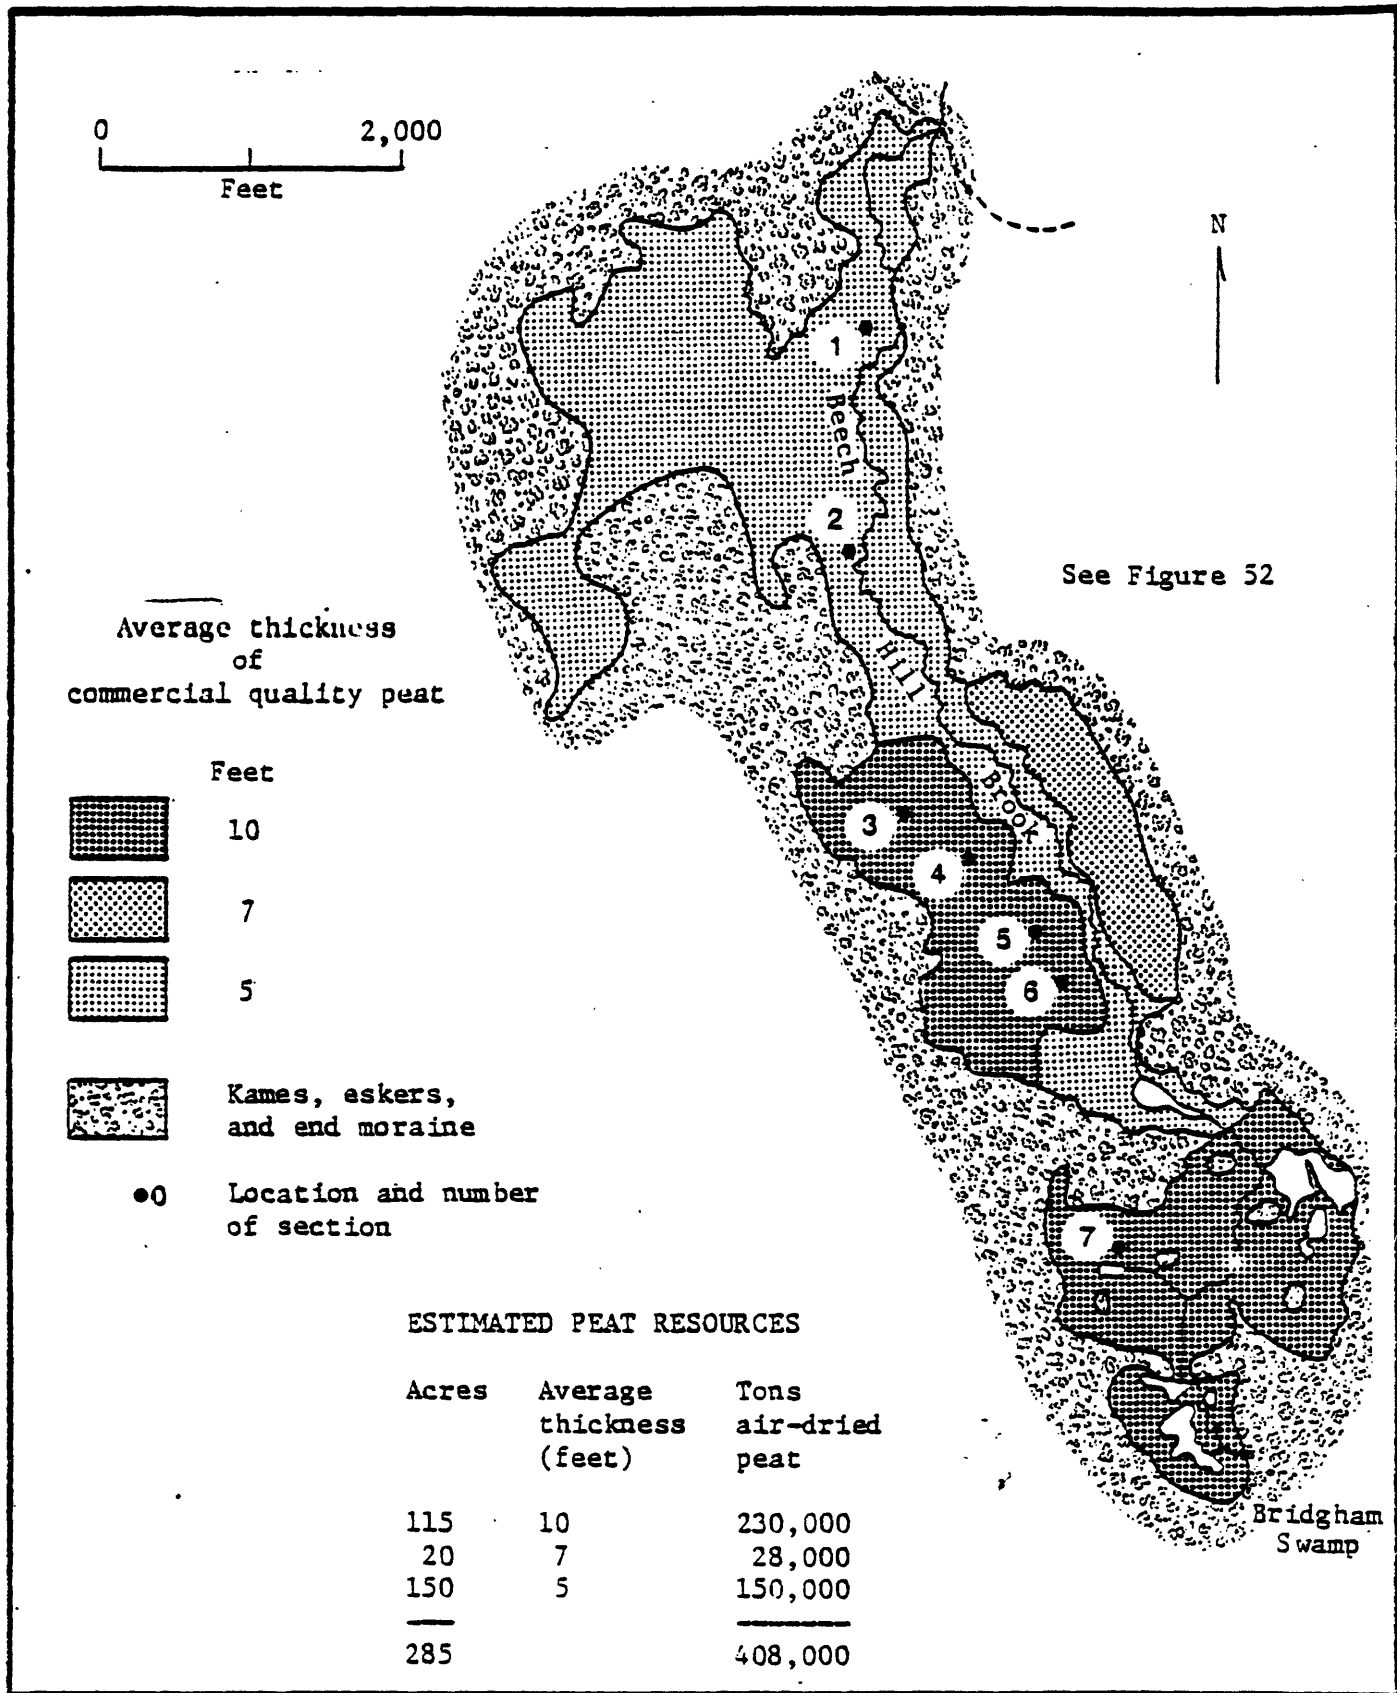 0 2,000
Feet
N
1
Beech
2
See Figure 52
Hill
Average thickness
of
commercial quality peat
Feet
Brook
10
3
4
7
5
5
6
Kames, eskers,
and end moraine
●0 Location and number
of section
7
ESTIMATED PEAT RESOURCES
Acres Average Tons
thickness air-dried
(feet) peat
115 10 230,000
20 7 28,000
150 5 150,000
285 408,000
Bridgham
Swamp